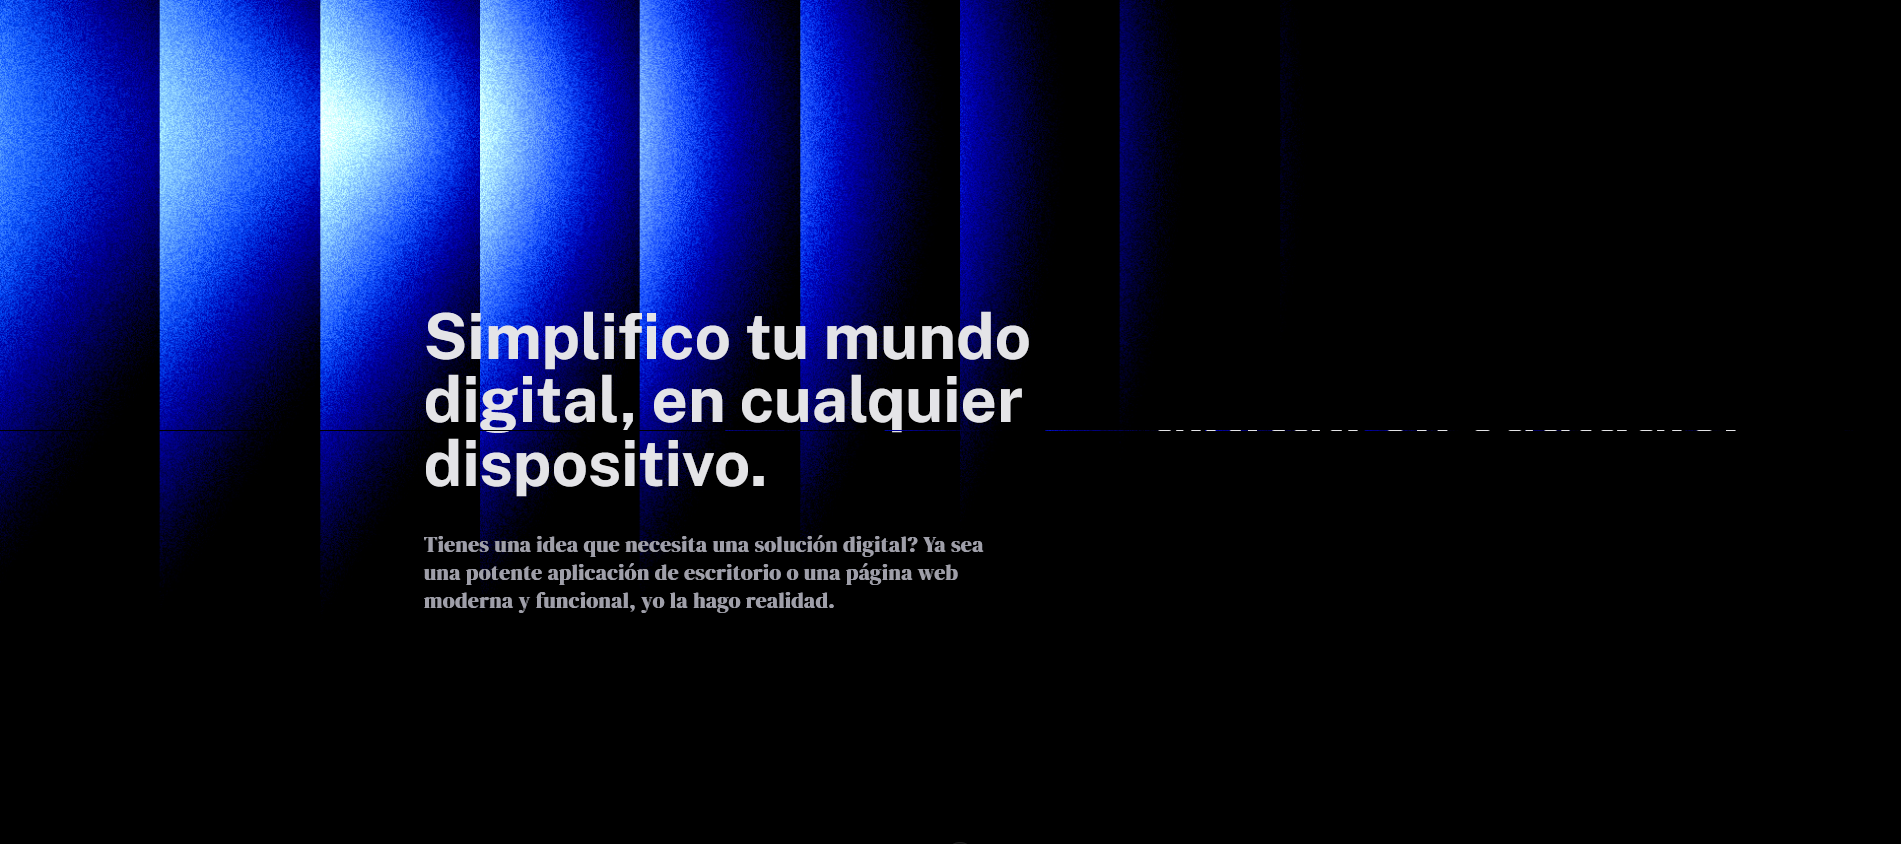 Simplifico tu mundo
digital, en cualquier
dispositivo.
Tienes una idea que necesita una solución digital? Ya sea
una potente aplicación de escritorio o una página web
moderna y funcional, yo la hago realidad.